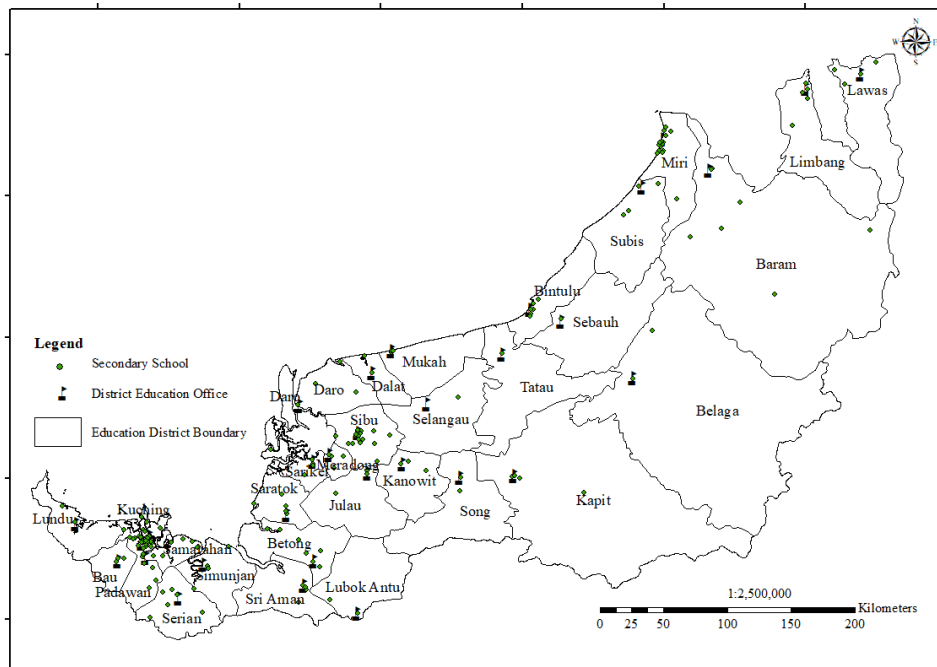 N
W
E
S
Lawas
Limbang
Miri
Subis
Baram
Bintulu
Sebauh
Legend
Secondary School
District Education Office
Education District Boundary
Mukah
Dalat
Daro
Daro
Tatau
Belaga
Selangau
Sibu
Meradong
Sarikei
Kanowit
Saratok
Julau
Song
Kapit
Kuching
Lundu
Samarahan
Betong
Bau
Simunjan
Padawan
Sri Aman
Lubok Antu
Serian
1:2,500,000
Kilometers
0 25 50 100 150 200